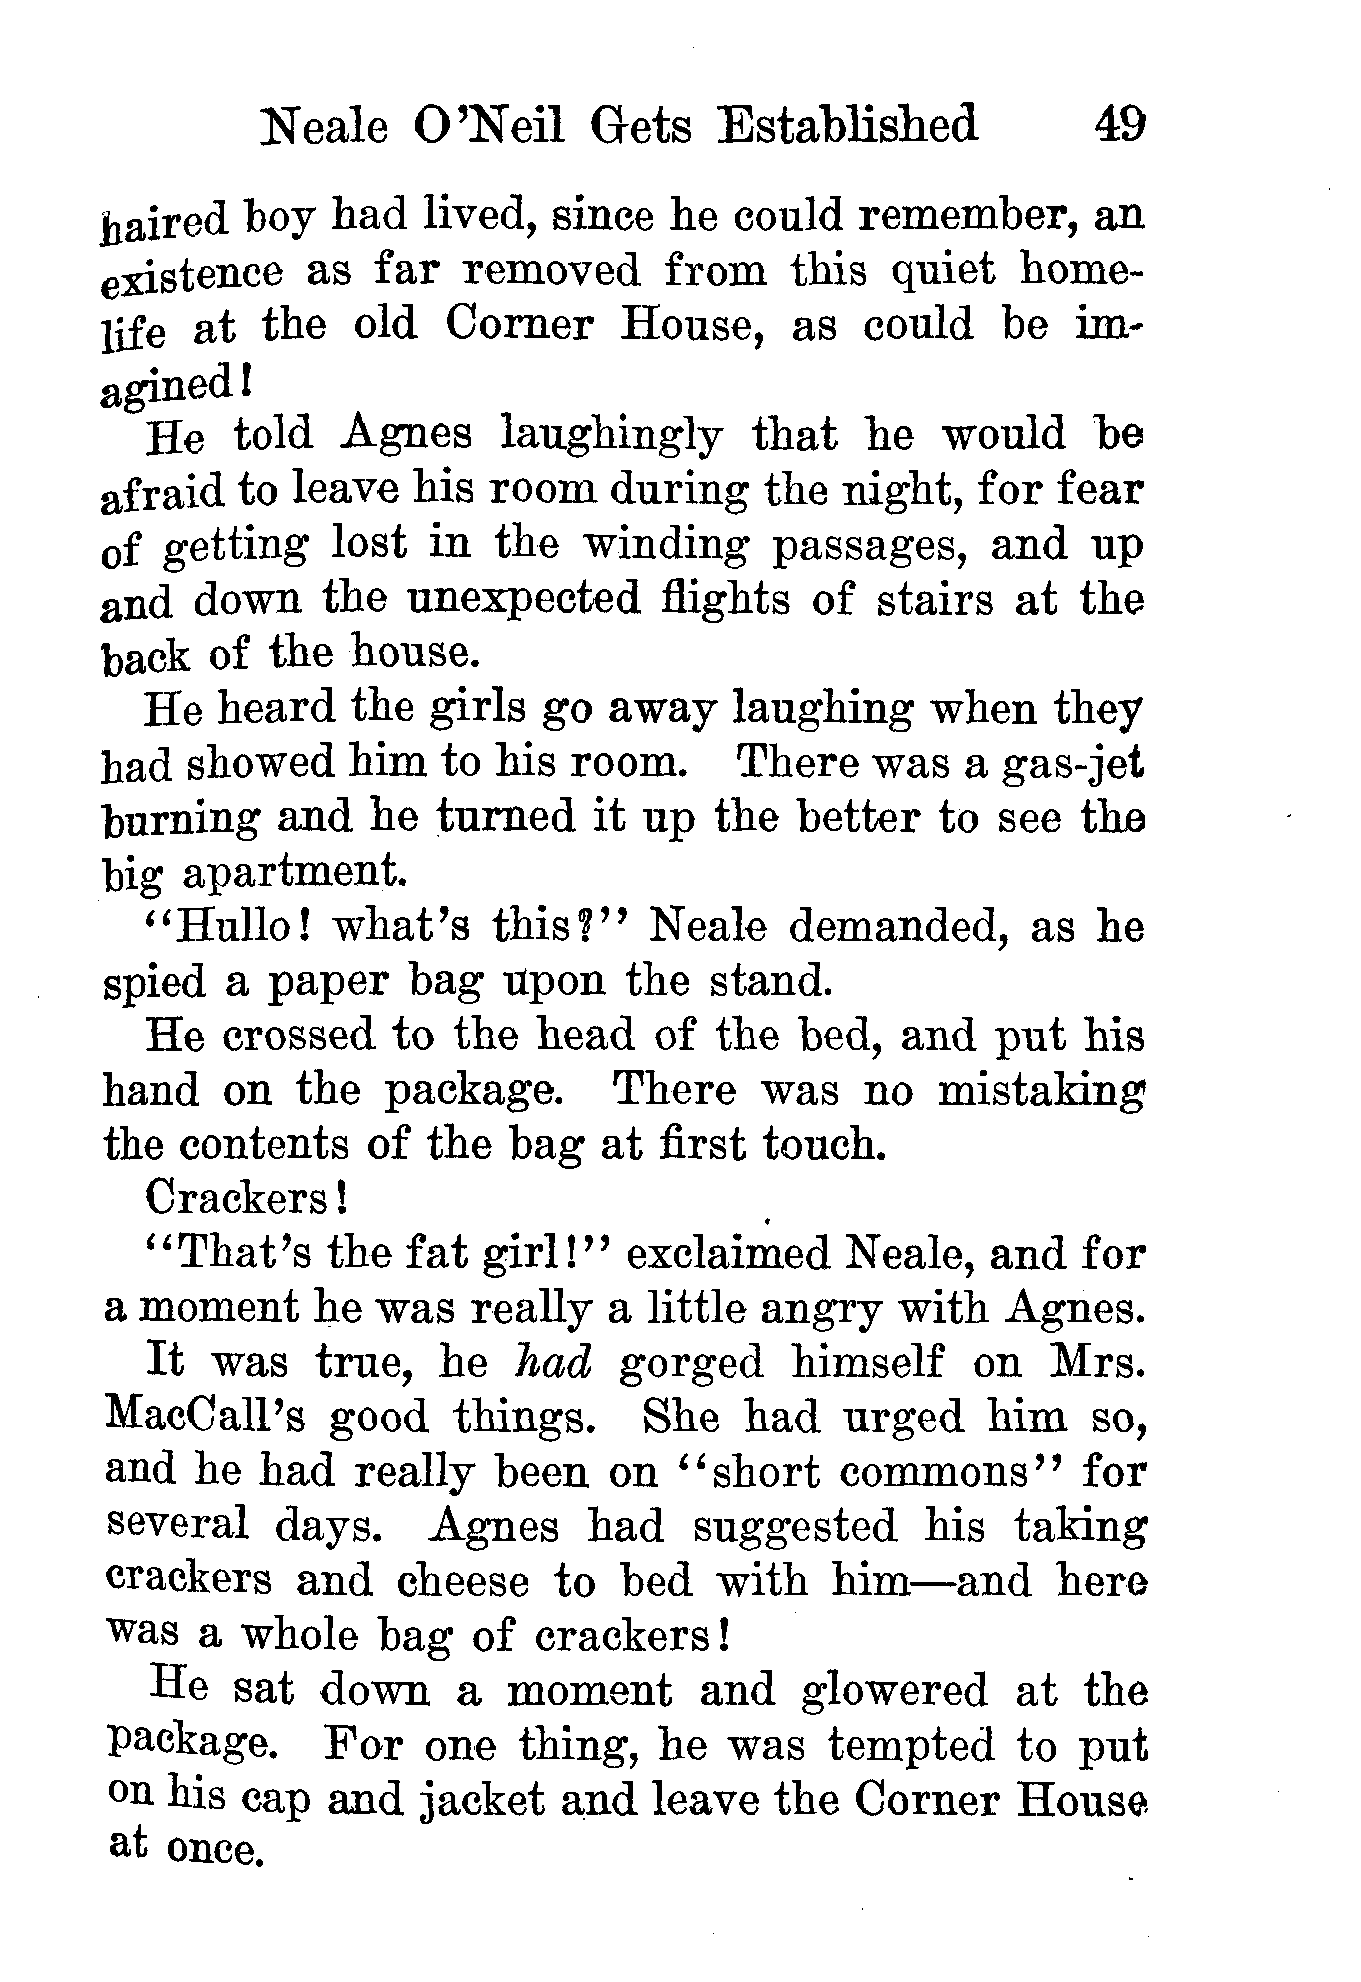 Neale O'Neil Gets Established 49
haired boy had lived, since he could remember, an
existence as far removed from this quiet home-
life at the old Corner House, as could be im-
agined!
He told Agnes laughingly that he would be
afraid to leave his room during the night, for fear
of getting lost in the winding passages, and up
and down the unexpected flights of stairs at the
back of the house.
He heard the girls go away laughing when they
had showed him to his room. There was a gas-jet
burning and he turned it up the better to see the
big apartment.
"Hullo! what's this?" Neale demanded, as he
spied a paper bag upon the stand.
He crossed to the head of the bed, and put his
hand on the package. There was no mistaking
the contents of the bag at first touch.
Crackers!
"That's the fat girl!" exclaimed Neale, and for
a moment he was really a little angry with Agnes.
It was true, he had gorged himself on Mrs.
MacCall's good things. She had urged him so,
and he had really been on "short commons" for
several days. Agnes had suggested his taking
crackers and cheese to bed with him—and here
was a whole bag of crackers!
He sat down a moment and glowered at the
package. For one thing, he was tempted to put
on his cap and jacket and leave the Corner House
at once.